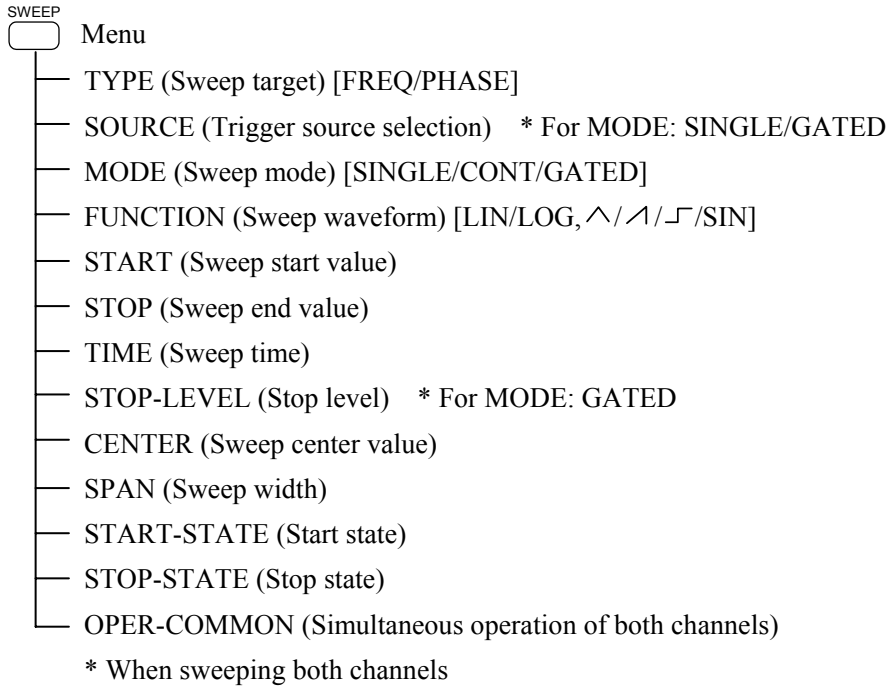 SWEEP
Menu
TYPE (Sweep target) [FREQ/PHASE]
SOURCE (Trigger source selection) * For MODE: SINGLE/GATED
MODE (Sweep mode) [SINGLE/CONT/GATED]
FUNCTION (Sweep waveform) [LIN/LOG, / / /SIN]
START (Sweep start value)
STOP (Sweep end value)
TIME (Sweep time)
STOP-LEVEL (Stop level) * For MODE: GATED
CENTER (Sweep center value)
SPAN (Sweep width)
START-STATE (Start state)
STOP-STATE (Stop state)
OPER-COMMON (Simultaneous operation of both channels)
* When sweeping both channels